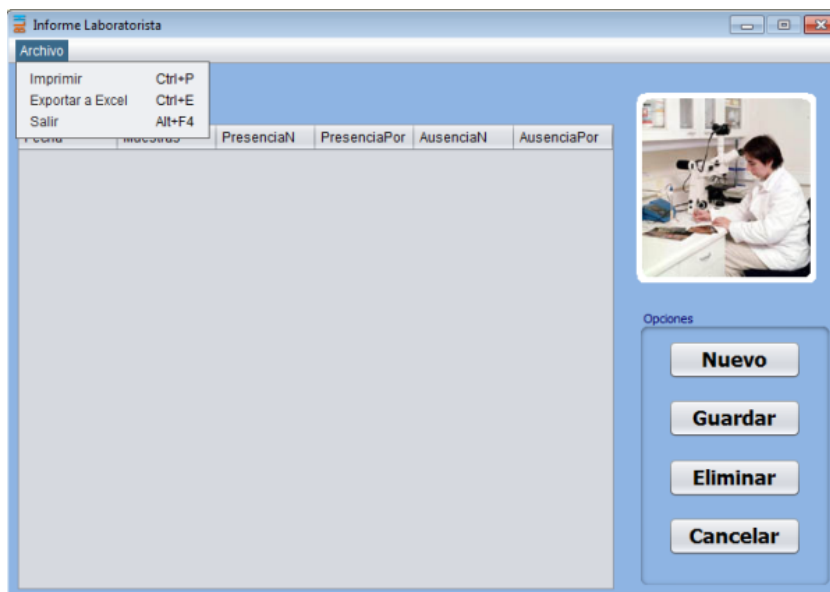 Informe Laboratorista
Archivo
Imprimir Ctrl+P
Exportar a Excel Ctrl+E
Salir Alt+F4
PresenciaN PresenciaPor AusenciaN AusenciaPor
Opciones
Nuevo
Guardar
Eliminar
Cancelar